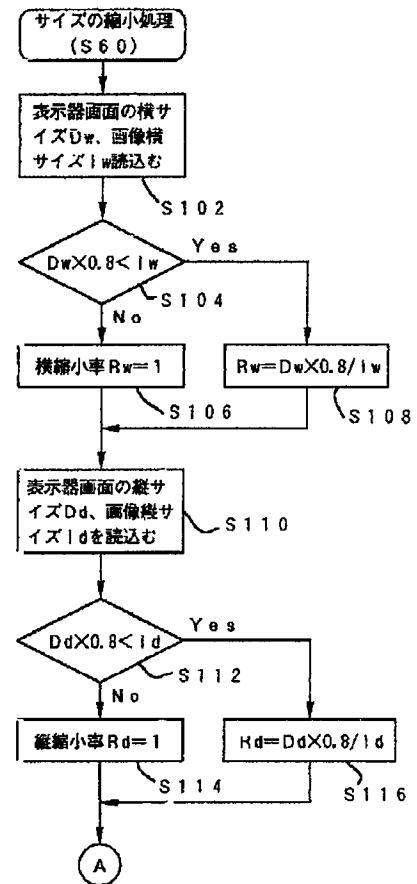 サイズの縮小処理
(S60)
表示器画面の横サ
イズDw、画像横
サイズIw読込む
S102
Dw×0.8<Iw
Yes
S104
No
横縮小率Rw=1
Rw=Dw×0.8/Iw
S106
S108
表示器画面の縦サ
イズDd、画像縦サ
イズIdを読込む
S110
Dd×0.8<Id
Yes
S112
No
縦縮小率Rd=1
Rd=Dd×0.8/Id
S114
S116
A